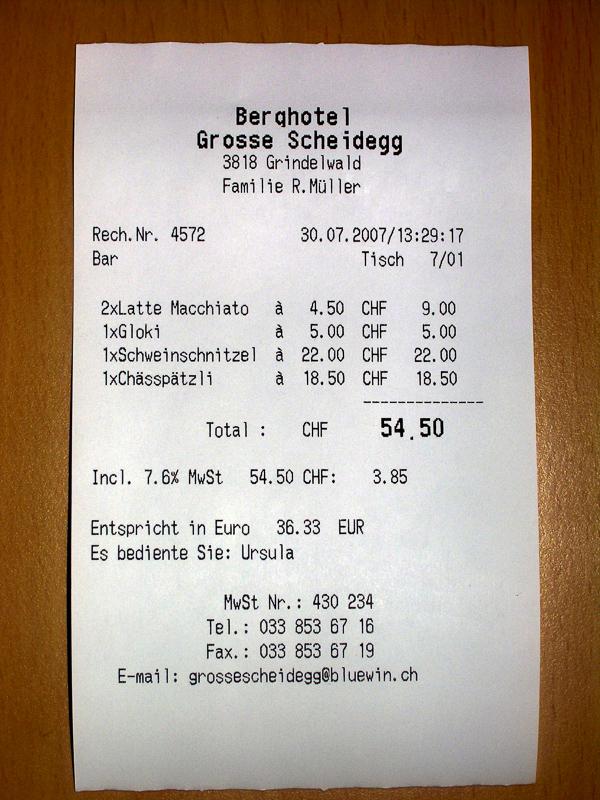 Berghotel
Grosse Scheidegg
3818 Grindelwald
Familie R.Müller
Rech.Nr. 4572 30.07.2007/13:29:17
Bar Tisch 7/01
2xLatte Macchiato à 4.50 CHF 9.00
1xGloki à 5.00 CHF 5.00
1xSchweinschnitzel à 22.00 CHF 22.00
1xChässpätzli à 18.50 CHF 18.50
--------------
Total : CHF 54.50
Incl. 7.6% MwSt 54.50 CHF: 3.85
Entspricht in Euro 36.33 EUR
Es bediente Sie: Ursula
MwSt Nr.: 430 234
Tel.: 033 853 67 16
Fax.: 033 853 67 19
E-mail: grossescheidegg@bluewin.ch